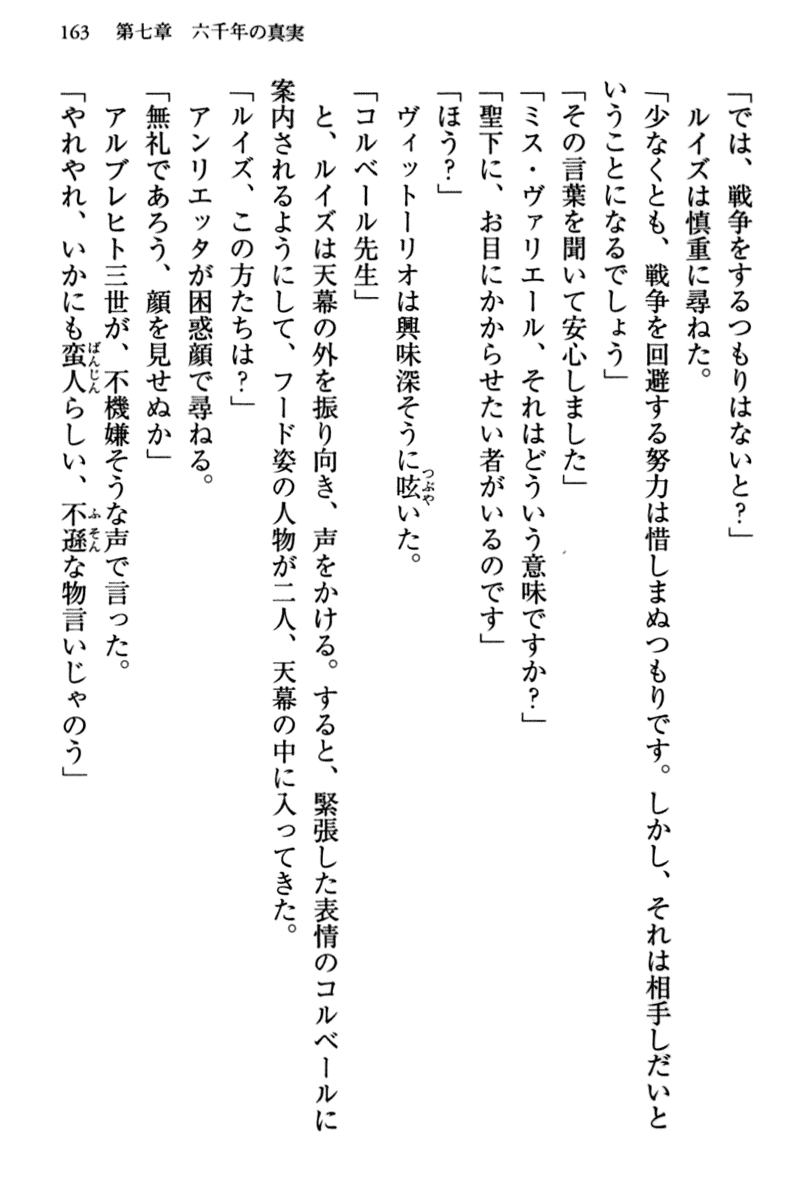 163　第七章　六千年の真実
「では、戦争をするつもりはないと？」
　ルイズは慎重に尋ねた。
「少なくとも、戦争を回避する努力は惜しまぬつもりです。しかし、それは相手しだいと
いうことになるでしょう」
「その言葉を聞いて安心しました」
「ミス・ヴァリエール、それはどういう意味ですか？」
「聖下に、お目にかからせたい者がいるのです」
「ほう？」
　ヴィットーリオは興味深そうに呟いた。
「コルベール先生」
　と、ルイズは天幕の外を振り向き、声をかける。すると、緊張した表情のコルベールに
案内されるようにして、フード姿の人物が二人、天幕の中に入ってきた。
「ルイズ、この方たちは？」
　アンリエッタが困惑顔で尋ねる。
「無礼であろう、顔を見せぬか」
　アルブレヒト三世が、不機嫌そうな声で言った。
「やれやれ、いかにも蛮人らしい、不遜な物言いじゃのう」
つぶや
ばんじん
ふそん